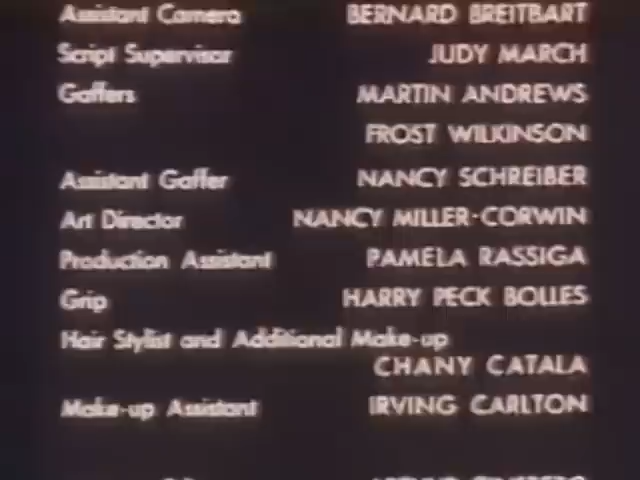 Assistant Camera BERNARD BREITBART
Script Supervisor JUDY MARCH
Gaffers MARTIN ANDREWS
FROST WILKINSON
Assistant Gaffer NANCY SCHREIBER
Art Director NANCY MILLER-CORWIN
Production Assistant PAMELA RASSIGA
Grip HARRY PECK BOLLES
Hair Stylist and Additional Make-up
CHANY CATALA
Make-up Assistant IRVING CARLTON